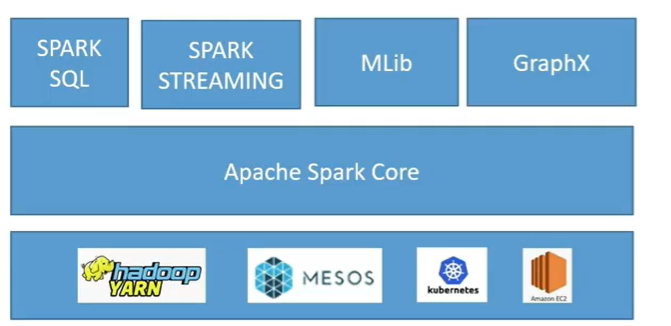 SPARK
SQL
SPARK
STREAMING
MLib
GraphX
Apache Spark Core
hadoop
YARN
MESOS
kubernetes
Amazon EC2